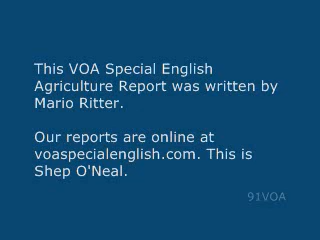 This VOA Special English
Agriculture Report was written by
Mario Ritter.
Our reports are online at
voaspecialenglish.com. This is
Shep O'Neal.
91VOA